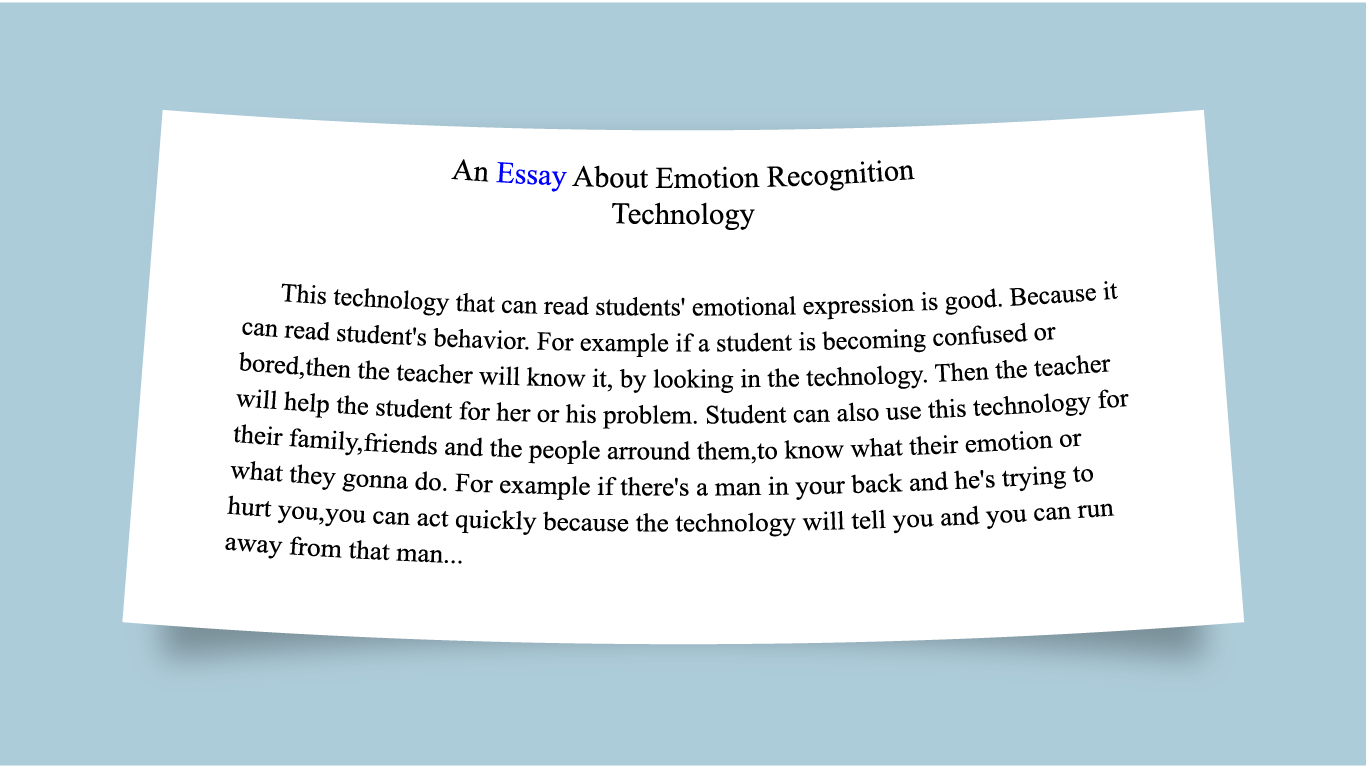 An Essay About Emotion Recognition
Technology
This technology that can read students' emotional expression is good. Because it
can read student's behavior. For example if a student is becoming confused or
bored,then the teacher will know it, by looking in the technology. Then the teacher
will help the student for her or his problem. Student can also use this technology for
their family,friends and the people arround them,to know what their emotion or
what they gonna do. For example if there's a man in your back and he's trying to
hurt you,you can act quickly because the technology will tell you and you can run
away from that man...